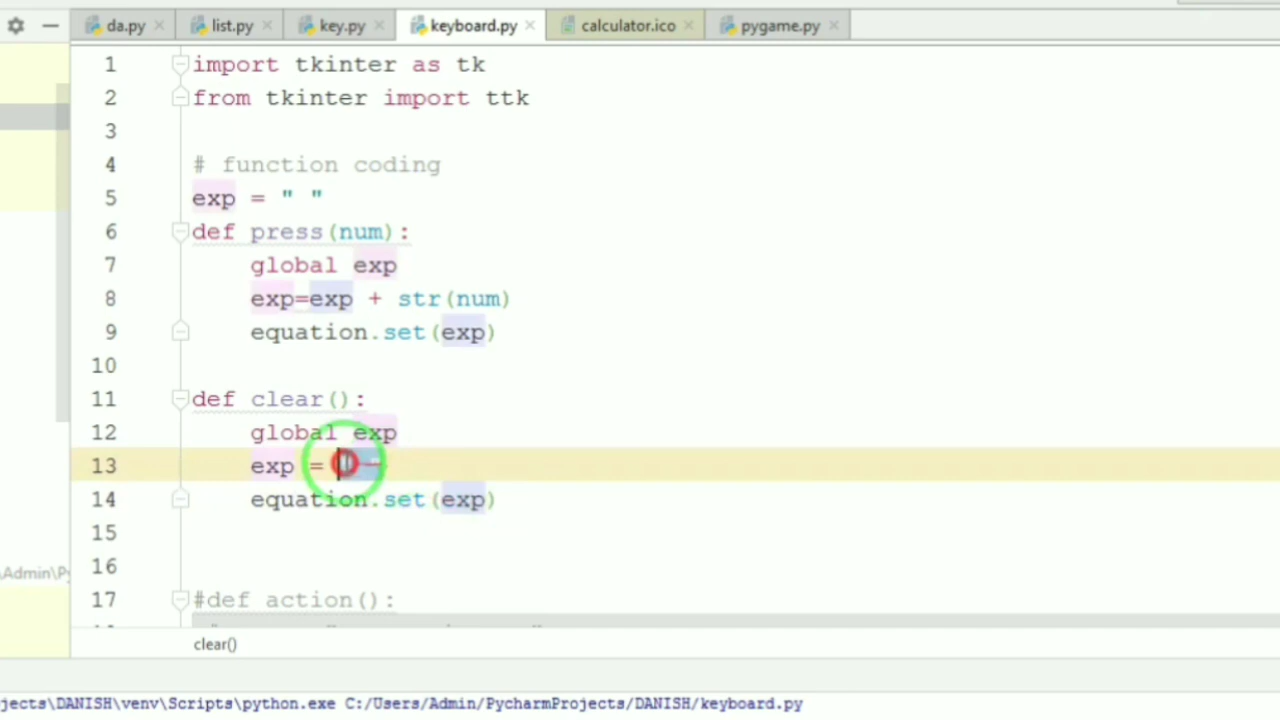 da.py list.py key.py keyboard.py calculator.ico pygame.py
1 import tkinter as tk
2 from tkinter import ttk
3
4 # function coding
5 exp = " "
6 def press(num):
7 global exp
8 exp=exp + str(num)
9 equation.set(exp)
10
11 def clear():
12 global exp
13 exp =
14 equation.set(exp)
15
16
\Admin\Py
17 #def action():
clear()
jects\DANISH\venv\Scripts\python.exe C:/Users/Admin/PycharmProjects/DANISH/keyboard.py